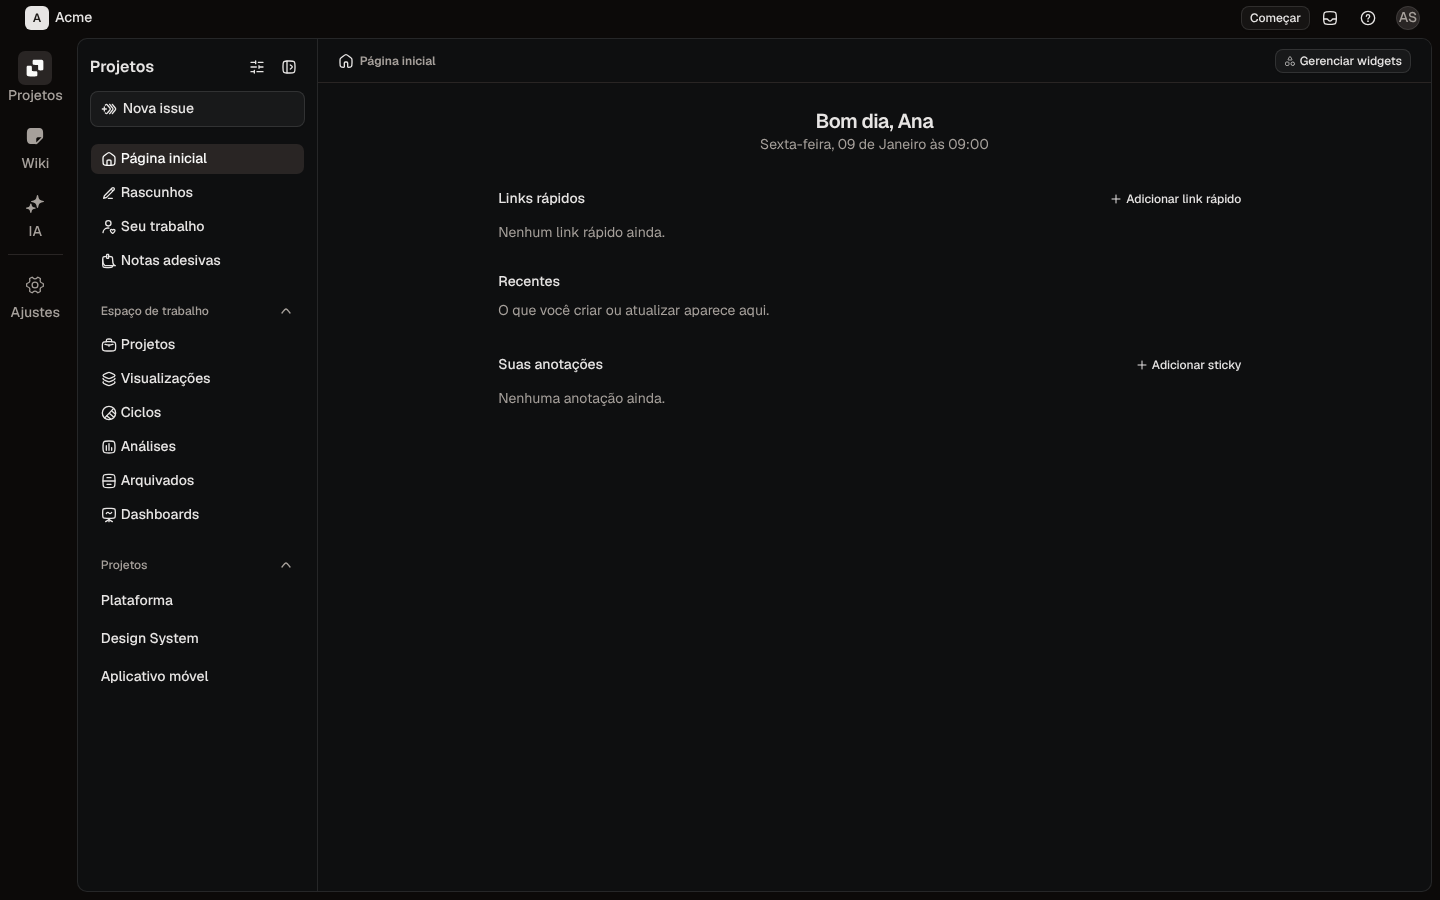 A Acme
Começar
AS
Projetos
Wiki
IA
Ajustes
Projetos
Nova issue
Página inicial
Rascunhos
Seu trabalho
Notas adesivas
Espaço de trabalho
Projetos
Visualizações
Ciclos
Análises
Arquivados
Dashboards
Projetos
Plataforma
Design System
Aplicativo móvel
Página inicial
Gerenciar widgets
Bom dia, Ana
Sexta-feira, 09 de Janeiro às 09:00
Links rápidos
Adicionar link rápido
Nenhum link rápido ainda.
Recentes
O que você criar ou atualizar aparece aqui.
Suas anotações
Adicionar sticky
Nenhuma anotação ainda.